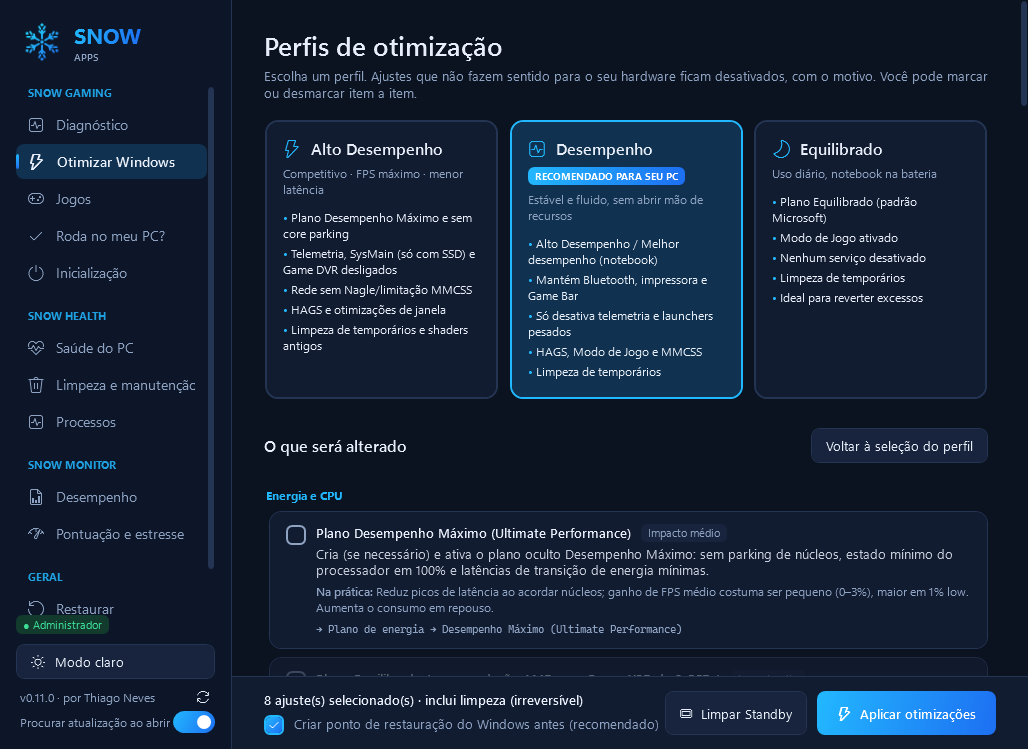 SNOW
APPS
SNOW GAMING
Diagnóstico
Otimizar Windows
Jogos
Roda no meu PC?
Inicialização
SNOW HEALTH
Saúde do PC
Limpeza e manutenção
Processos
SNOW MONITOR
Desempenho
Pontuação e estresse
GERAL
Restaurar
Administrador
Modo claro
v0.11.0 · por Thiago Neves
Procurar atualização ao abrir
Perfis de otimização
Escolha um perfil. Ajustes que não fazem sentido para o seu hardware ficam desativados, com o motivo. Você pode marcar
ou desmarcar item a item.
Alto Desempenho
Competitivo · FPS máximo · menor
latência
• Plano Desempenho Máximo e sem
core parking
• Telemetria, SysMain (só com SSD) e
Game DVR desligados
• Rede sem Nagle/limitação MMCSS
• HAGS e otimizações de janela
• Limpeza de temporários e shaders
antigos
Desempenho
RECOMENDADO PARA SEU PC
Estável e fluido, sem abrir mão de
recursos
• Alto Desempenho / Melhor
desempenho (notebook)
• Mantém Bluetooth, impressora e
Game Bar
• Só desativa telemetria e launchers
pesados
• HAGS, Modo de Jogo e MMCSS
• Limpeza de temporários
Equilibrado
Uso diário, notebook na bateria
• Plano Equilibrado (padrão
Microsoft)
• Modo de Jogo ativado
• Nenhum serviço desativado
• Limpeza de temporários
• Ideal para reverter excessos
O que será alterado
Voltar à seleção do perfil
Energia e CPU
Plano Desempenho Máximo (Ultimate Performance) Impacto médio
Cria (se necessário) e ativa o plano oculto Desempenho Máximo: sem parking de núcleos, estado mínimo do
processador em 100% e latências de transição de energia mínimas.
Na prática: Reduz picos de latência ao acordar núcleos; ganho de FPS médio costuma ser pequeno (0–3%), maior em 1% low.
Aumenta o consumo em repouso.
→ Plano de energia → Desempenho Máximo (Ultimate Performance)
8 ajuste(s) selecionado(s) · inclui limpeza (irreversível)
Criar ponto de restauração do Windows antes (recomendado)
Limpar Standby
Aplicar otimizações